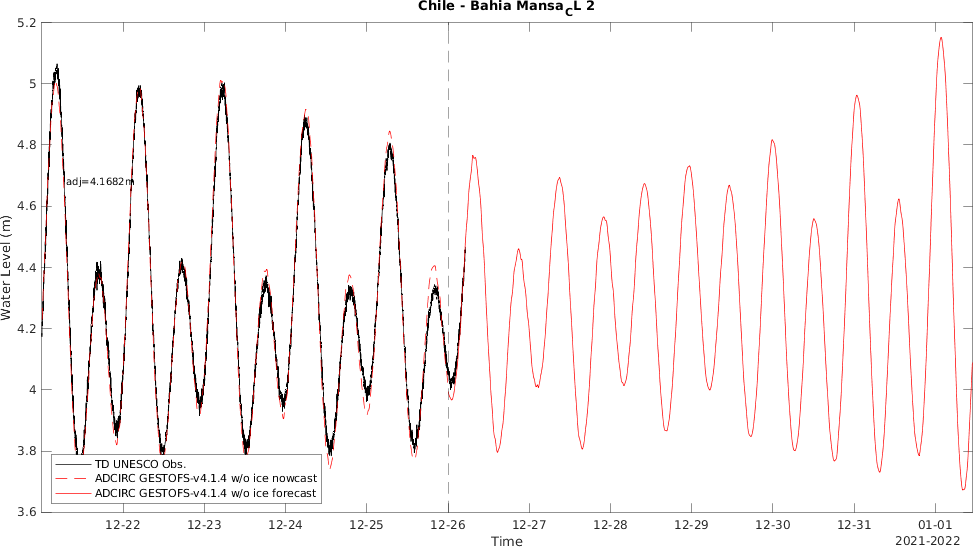 Chile - Bahia Mansa_CL 2
5.2
5
4.8
4.6
4.4
4.2
4
3.8
3.6
Water Level (m)
adj=4.1682m
TD UNESCO Obs.
ADCIRC GESTOFS-v4.1.4 w/o ice nowcast
ADCIRC GESTOFS-v4.1.4 w/o ice forecast
12-22 12-23 12-24 12-25 12-26 12-27 12-28 12-29 12-30 12-31 01-01
Time
2021-2022